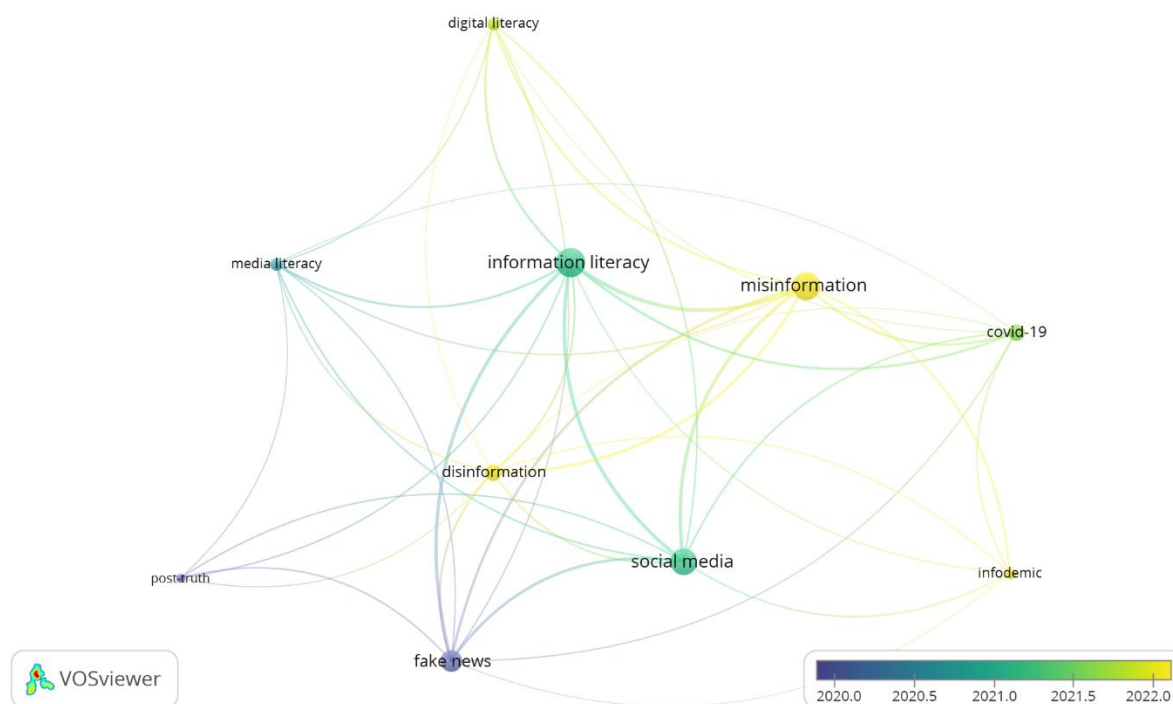 digital literacy
media literacy
information literacy
misinformation
covid-19
disinformation
social media
post-truth
infodemic
fake news
VOSviewer
2020.0 2020.5 2021.0 2021.5 2022.0